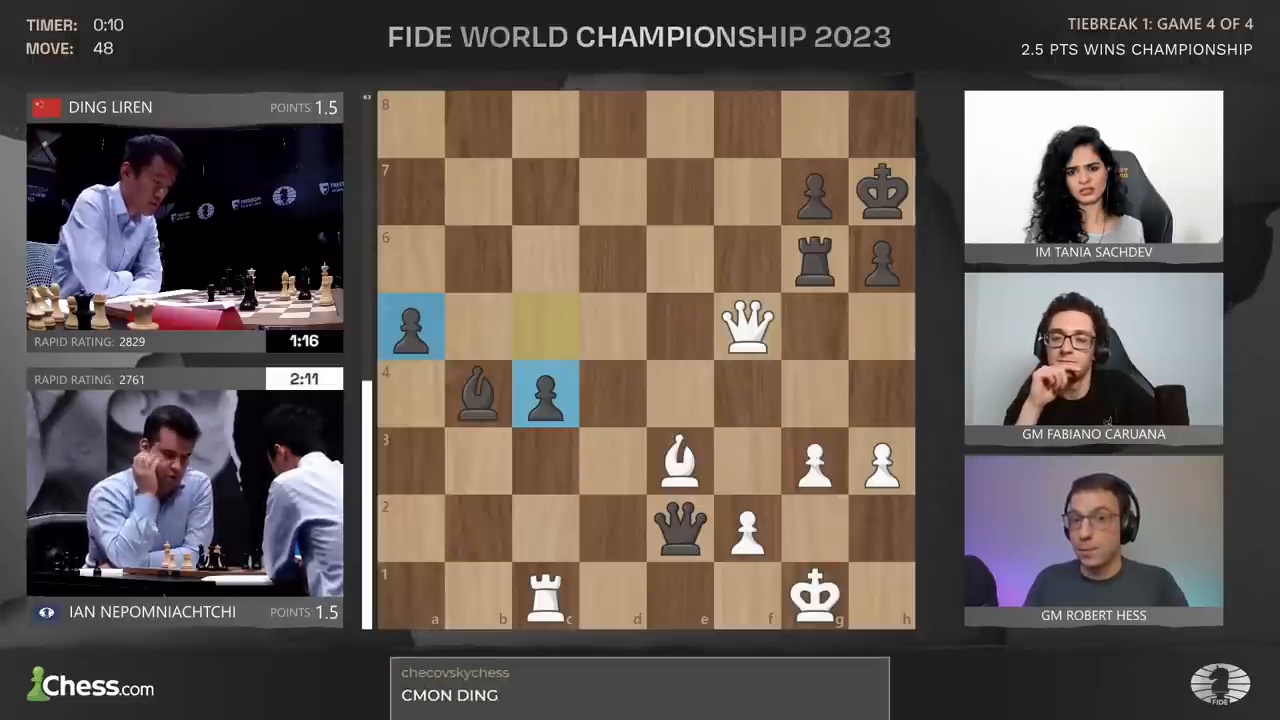 TIMER: 0:10
MOVE: 48
FIDE WORLD CHAMPIONSHIP 2023
TIEBREAK 1: GAME 4 OF 4
2.5 PTS WINS CHAMPIONSHIP
DING LIREN POINTS 1.5
RAPID RATING: 2829 1:16
RAPID RATING: 2761 2:11
IAN NEPOMNIACHTCHI POINTS 1.5
8
7
6
5
4
3
2
1
a b c d e f g h
IM TANIA SACHDEV
GM FABIANO CARUANA
GM ROBERT HESS
checovskychess
CMON DING
Chess.com
FIDE